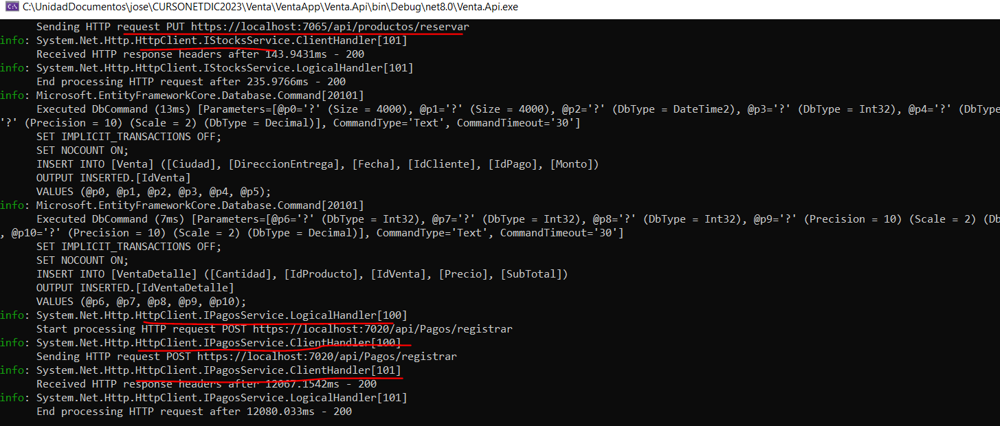 C:\UnidadDocumentos\jose\CURSONETDIC2023\Venta\VentaApp\Venta.Api\bin\Debug\net8.0\Venta.Api.exe
Sending HTTP request PUT https://localhost:7065/api/productos/reservar
info: System.Net.Http.HttpClient.IStocksService.ClientHandler[101]
Received HTTP response headers after 143.9431ms - 200
info: System.Net.Http.HttpClient.IStocksService.LogicalHandler[101]
End processing HTTP request after 235.9766ms - 200
info: Microsoft.EntityFrameworkCore.Database.Command[20101]
Executed DbCommand (13ms) [Parameters=[@p0='?' (Size = 4000), @p1='?' (Size = 4000), @p2='?' (DbType = DateTime2), @p3='?' (DbType = Int32), @p4='?' (DbType
'?' (Precision = 10) (Scale = 2) (DbType = Decimal)], CommandType='Text', CommandTimeout='30']
SET IMPLICIT_TRANSACTIONS OFF;
SET NOCOUNT ON;
INSERT INTO [Venta] ([Ciudad], [DireccionEntrega], [Fecha], [IdCliente], [IdPago], [Monto])
OUTPUT INSERTED.[IdVenta]
VALUES (@p0, @p1, @p2, @p3, @p4, @p5);
info: Microsoft.EntityFrameworkCore.Database.Command[20101]
Executed DbCommand (7ms) [Parameters=[@p6='?' (DbType = Int32), @p7='?' (DbType = Int32), @p8='?' (DbType = Int32), @p9='?' (Precision = 10) (Scale = 2) (Db
, @p10='?' (Precision = 10) (Scale = 2) (DbType = Decimal)], CommandType='Text', CommandTimeout='30']
SET IMPLICIT_TRANSACTIONS OFF;
SET NOCOUNT ON;
INSERT INTO [VentaDetalle] ([Cantidad], [IdProducto], [IdVenta], [Precio], [SubTotal])
OUTPUT INSERTED.[IdVentaDetalle]
VALUES (@p6, @p7, @p8, @p9, @p10);
info: System.Net.Http.HttpClient.IPagosService.LogicalHandler[100]
Start processing HTTP request POST https://localhost:7020/api/Pagos/registrar
info: System.Net.Http.HttpClient.IPagosService.ClientHandler[100]
Sending HTTP request POST https://localhost:7020/api/Pagos/registrar
info: System.Net.Http.HttpClient.IPagosService.ClientHandler[101]
Received HTTP response headers after 12067.1542ms - 200
info: System.Net.Http.HttpClient.IPagosService.LogicalHandler[101]
End processing HTTP request after 12080.033ms - 200